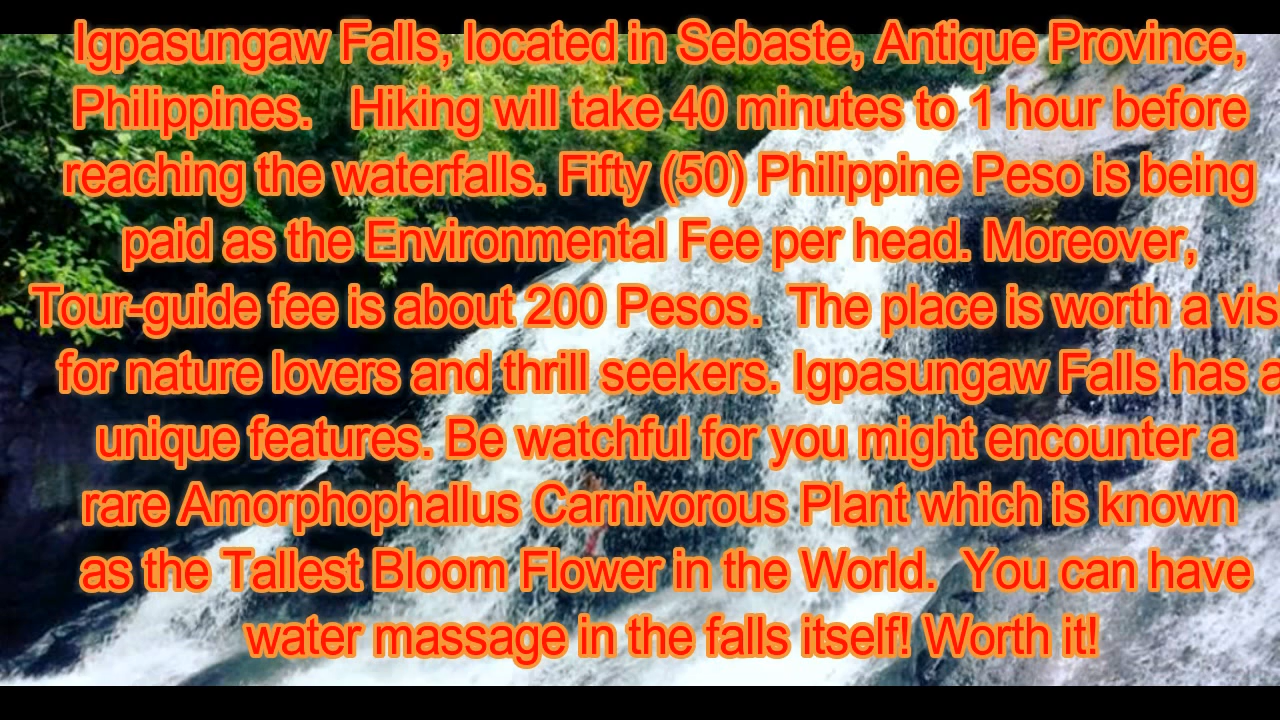 Igpasungaw Falls, located in Sebaste, Antique Province,
Philippines. Hiking will take 40 minutes to 1 hour before
reaching the waterfalls. Fifty (50) Philippine Peso is being
paid as the Environmental Fee per head. Moreover,
Tour-guide fee is about 200 Pesos. The place is worth a vis
for nature lovers and thrill seekers. Igpasungaw Falls has a
unique features. Be watchful for you might encounter a
rare Amorphophallus Carnivorous Plant which is known
as the Tallest Bloom Flower in the World. You can have
water massage in the falls itself! Worth it!